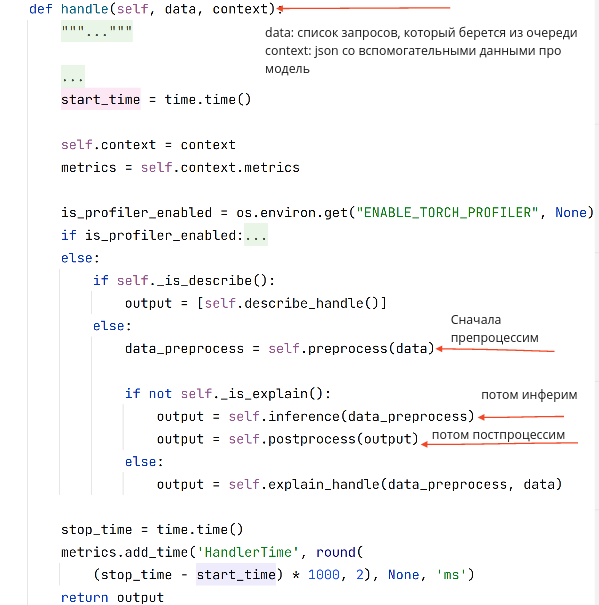 def handle(self, data, context):
"""..."""
data: список запросов, который берется из очереди
context: json со вспомогательными данными про
модель
...
start_time = time.time()
self.context = context
metrics = self.context.metrics
is_profiler_enabled = os.environ.get("ENABLE_TORCH_PROFILER", None)
if is_profiler_enabled:...
else:
if self._is_describe():
output = [self.describe_handle()]
else:
Сначала
препроцессим
data_preprocess = self.preprocess(data)
if not self._is_explain():
потом инферим
output = self.inference(data_preprocess)
output = self.postprocess(output)
потом постпроцессим
else:
output = self.explain_handle(data_preprocess, data)
stop_time = time.time()
metrics.add_time('HandlerTime', round(
(stop_time - start_time) * 1000, 2), None, 'ms')
return output